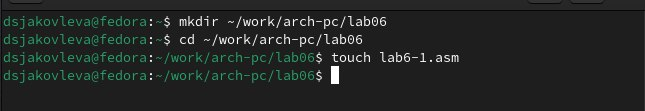 dsjakovleva@fedora:~$ mkdir ~/work/arch-pc/lab06
dsjakovleva@fedora:~$ cd ~/work/arch-pc/lab06
dsjakovleva@fedora:~/work/arch-pc/lab06$ touch lab6-1.asm
dsjakovleva@fedora:~/work/arch-pc/lab06$